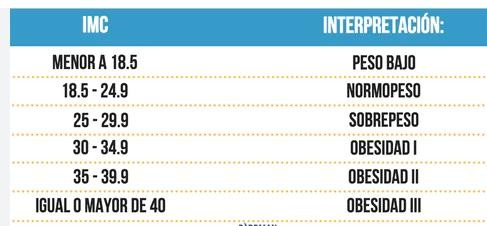 IMC INTERPRETACIÓN:
MENOR A 18.5 PESO BAJO
18.5 - 24.9 NORMOPESO
25 - 29.9 SOBREPESO
30 - 34.9 OBESIDAD I
35 - 39.9 OBESIDAD II
IGUAL O MAYOR DE 40 OBESIDAD III